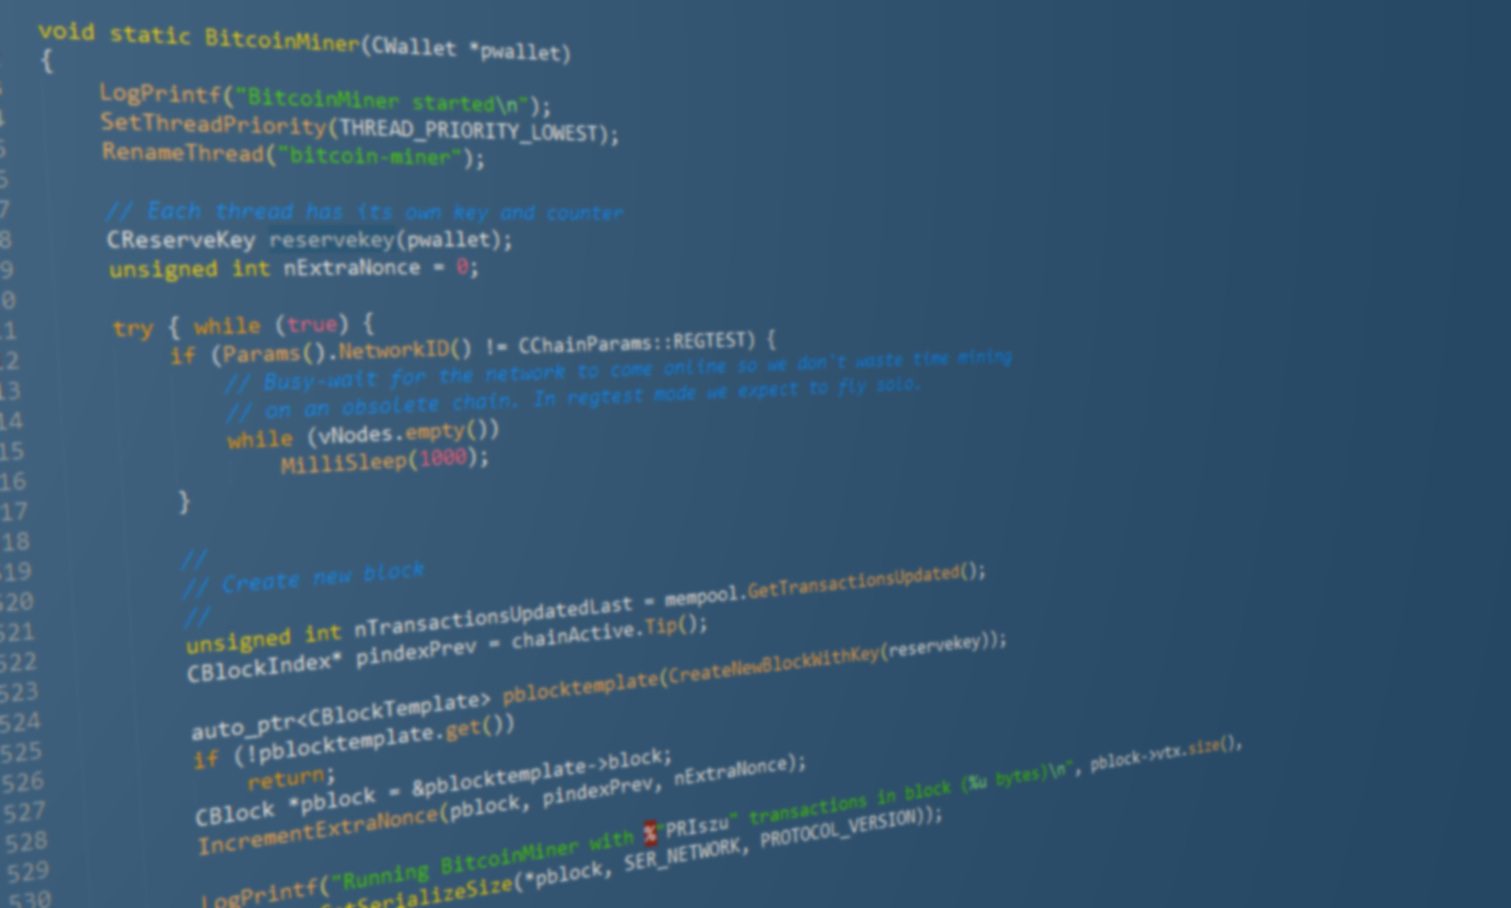 void static BitcoinMiner(CWallet *pwallet)
{
3 LogPrintf("BitcoinMiner started\n");
4 SetThreadPriority(THREAD_PRIORITY_LOWEST);
5 RenameThread("bitcoin-miner");
6
7 // Each thread has its own key and counter
8 CReserveKey reservekey(pwallet);
9 unsigned int nExtraNonce = 0;
0
11 try { while (true) {
12 if (Params().NetworkID() != CChainParams::REGTEST) {
13 // Busy-wait for the network to come online so we don't waste time mining
14 // on an obsolete chain. In regtest mode we expect to fly solo.
15 while (vNodes.empty())
16 MilliSleep(1000);
17 }
18
519 //
520 // Create new block
521 //
522 unsigned int nTransactionsUpdatedLast = mempool.GetTransactionsUpdated();
523 CBlockIndex* pindexPrev = chainActive.Tip();
524
525 auto_ptr<CBlockTemplate> pblocktemplate(CreateNewBlockWithKey(reservekey));
526 if (!pblocktemplate.get())
527 return;
528 CBlock *pblock = &pblocktemplate->block;
529 IncrementExtraNonce(pblock, pindexPrev, nExtraNonce);
530
LogPrintf("Running BitcoinMiner with %"PRIszu" transactions in block (%u bytes)\n", pblock->vtx.size(),
GetSerializeSize(*pblock, SER_NETWORK, PROTOCOL_VERSION));